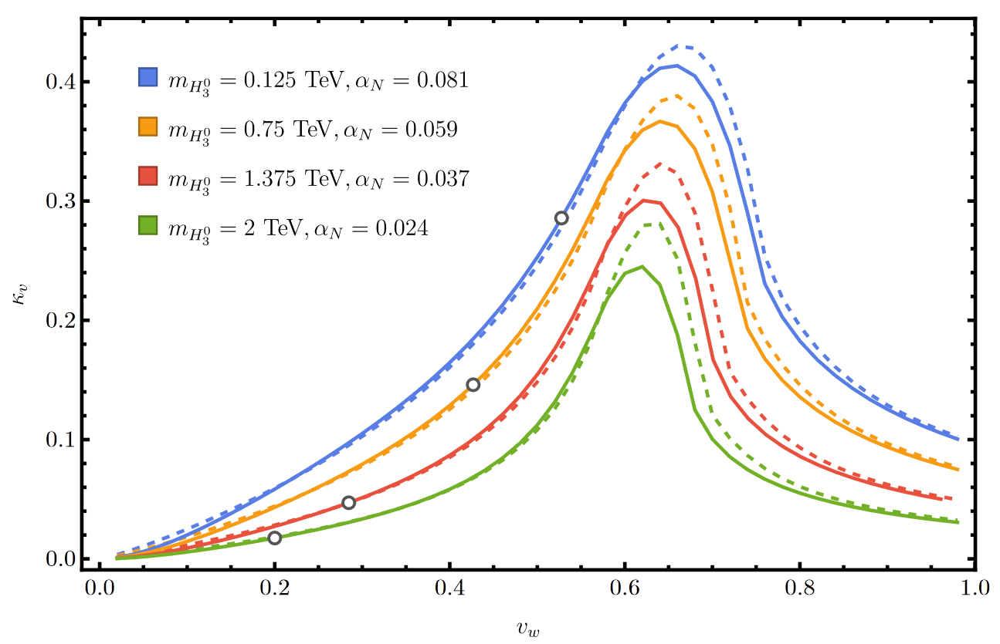 m_{H_3^0} = 0.125 TeV, α_N = 0.081
m_{H_3^0} = 0.75 TeV, α_N = 0.059
m_{H_3^0} = 1.375 TeV, α_N = 0.037
m_{H_3^0} = 2 TeV, α_N = 0.024
κ_v
0.4
0.3
0.2
0.1
0.0
0.0 0.2 0.4 0.6 0.8 1.0
v_w